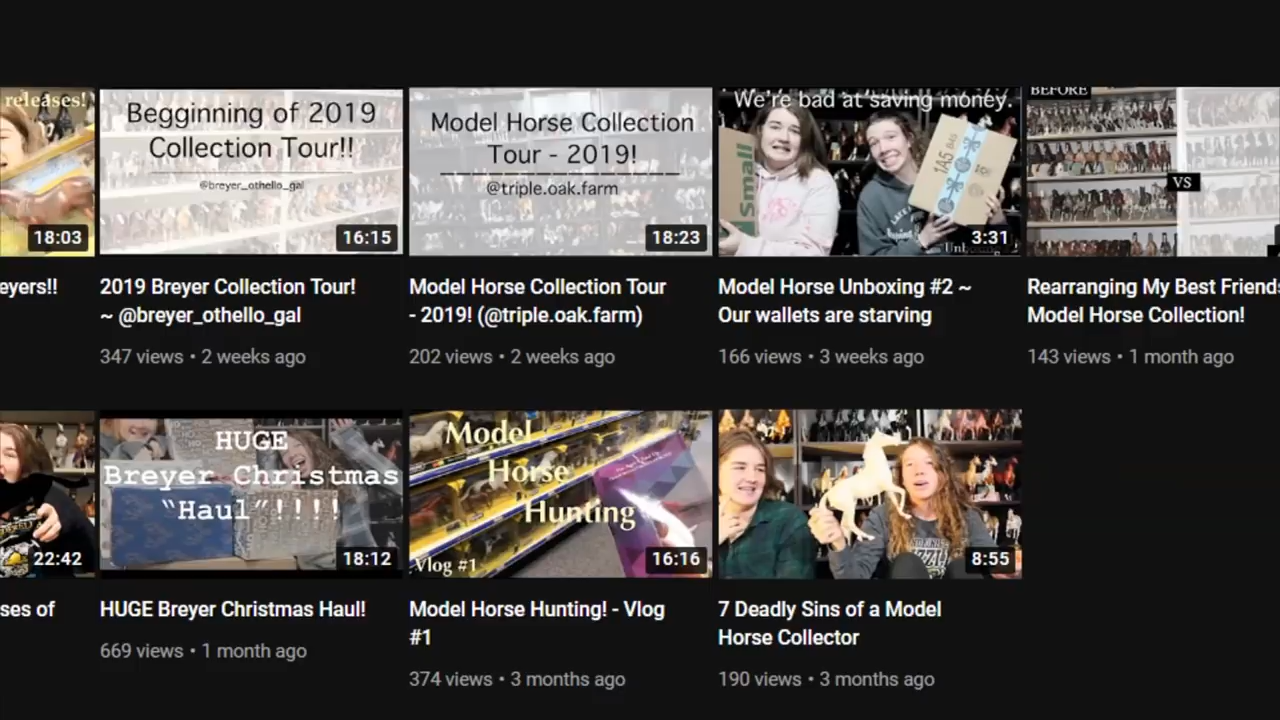 releases!
18:03
Begginning of 2019
Collection Tour!!
@breyer_othello_gal
16:15
Model Horse Collection
Tour - 2019!
@triple.oak.farm
18:23
We're bad at saving money.
Small
1A5
3:31
BEFORE
VS
eyers!!
2019 Breyer Collection Tour!
~ @breyer_othello_gal
347 views • 2 weeks ago
Model Horse Collection Tour
- 2019! (@triple.oak.farm)
202 views • 2 weeks ago
Model Horse Unboxing #2 ~
Our wallets are starving
166 views • 3 weeks ago
Rearranging My Best Friends
Model Horse Collection!
143 views • 1 month ago
22:42
HUGE
Breyer Christmas
“Haul”!!!!
18:12
Model
Horse
Hunting
Vlog #1
16:16
8:55
ses of
HUGE Breyer Christmas Haul!
669 views • 1 month ago
Model Horse Hunting! - Vlog
#1
374 views • 3 months ago
7 Deadly Sins of a Model
Horse Collector
190 views • 3 months ago